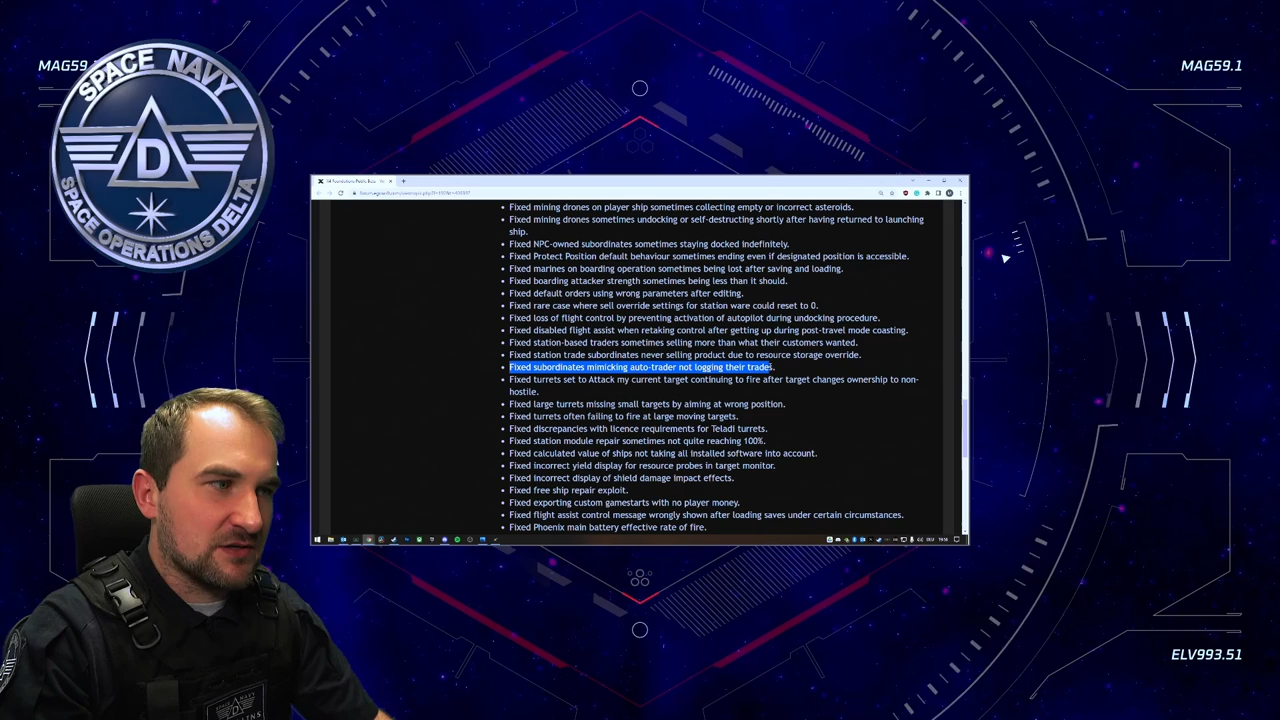 MAG59.
MAG59.1
SPACE NAVY
D
SPACE OPERATIONS DELTA
Fixed mining drones on player ship sometimes collecting empty or incorrect asteroids.
Fixed mining drones sometimes undocking or self-destructing shortly after having returned to launching
ship.
Fixed NPC-owned subordinates sometimes staying docked indefinitely.
Fixed Protect Position default behaviour sometimes ending even if designated position is accessible.
Fixed marines on boarding operation sometimes being lost after saving and loading.
Fixed boarding attacker strength sometimes being less than it should.
Fixed default orders using wrong parameters after editing.
Fixed rare case where sell override settings for station ware could reset to 0.
Fixed loss of flight control by preventing activation of autopilot during undocking procedure.
Fixed disabled flight assist when retaking control after getting up during post-travel mode coasting.
Fixed station-based traders sometimes selling more than what their customers wanted.
Fixed station trade subordinates never selling product due to resource storage override.
Fixed subordinates mimicking auto-trader not logging their trades.
Fixed turrets set to Attack my current target continuing to fire after target changes ownership to non-
hostile.
Fixed large turrets missing small targets by aiming at wrong position.
Fixed turrets often failing to fire at large moving targets.
Fixed discrepancies with licence requirements for Teladi turrets.
Fixed station module repair sometimes not quite reaching 100%.
Fixed calculated value of ships not taking all installed software into account.
Fixed incorrect yield display for resource probes in target monitor.
Fixed incorrect display of shield damage impact effects.
Fixed free ship repair exploit.
Fixed exporting custom gamestarts with no player money.
Fixed flight assist control message wrongly shown after loading saves under certain circumstances.
Fixed Phoenix main battery effective rate of fire.
SPACE NAVY
D
ELV993.51